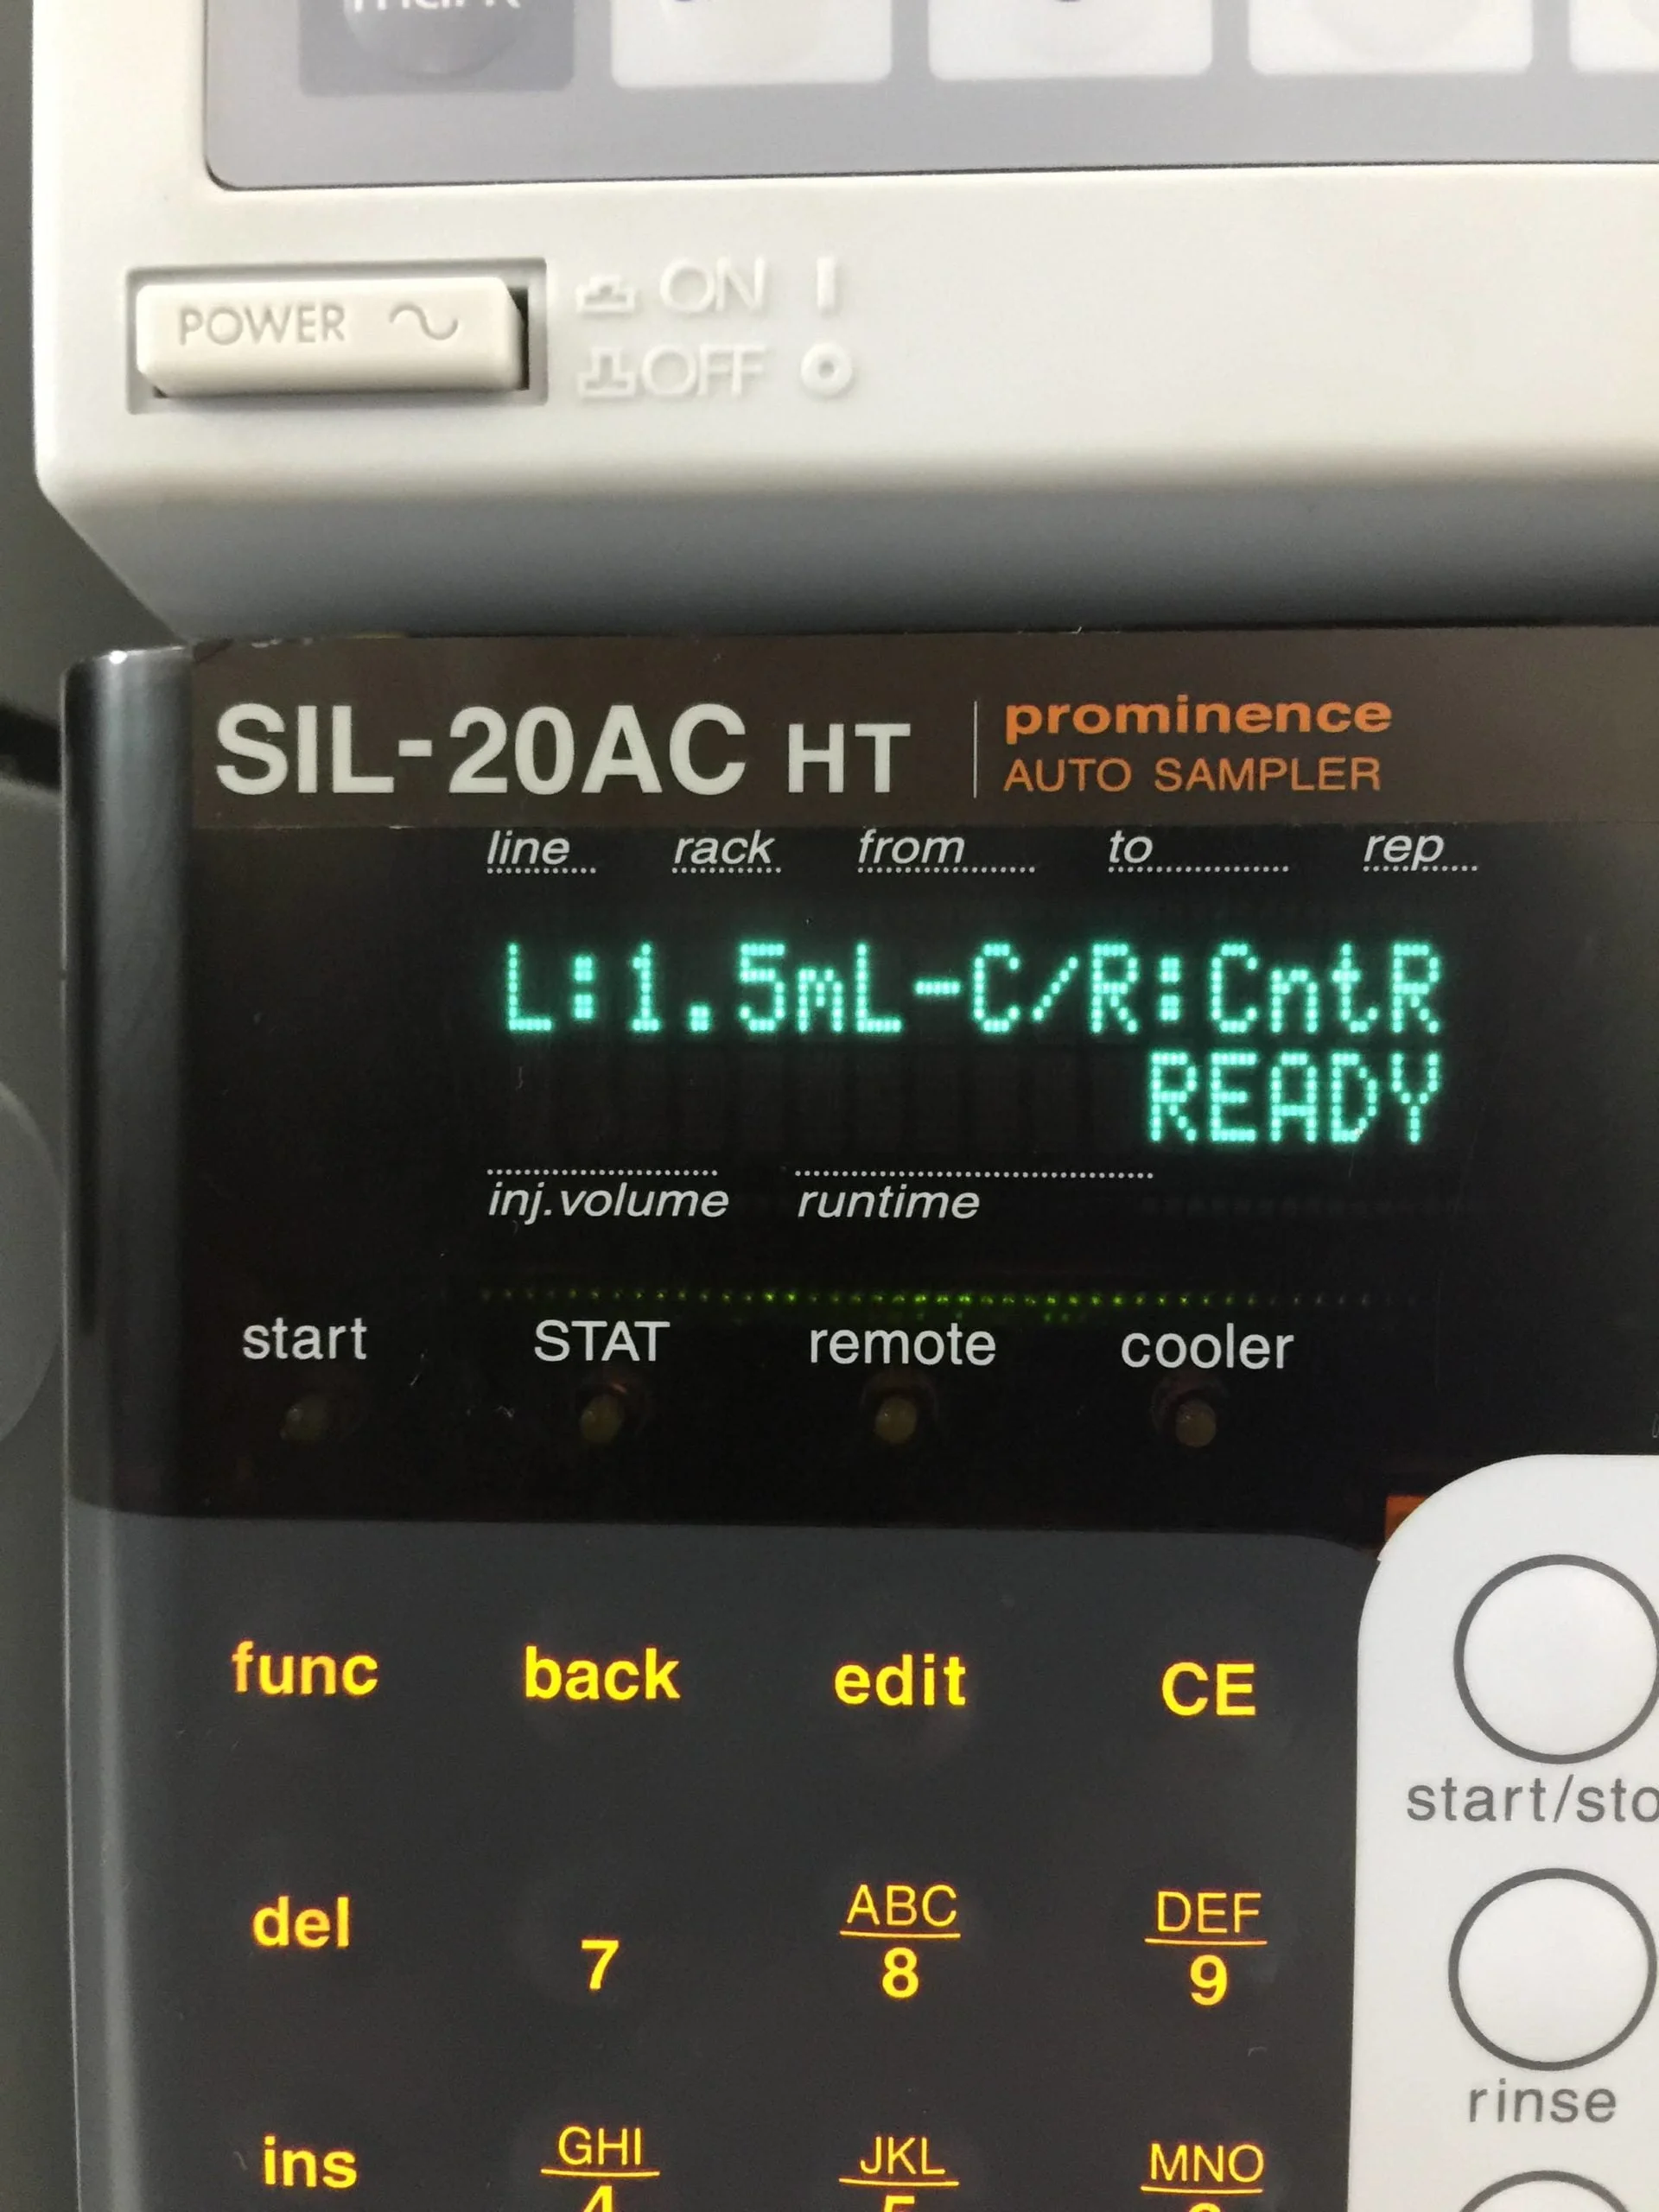 POWER
ON
OFF
SIL-20AC HT
prominence
AUTO SAMPLER
line rack from to rep
L:1.5mL-C/R:CntR
READY
inj.volume runtime
start STAT remote cooler
func back edit CE
start/sto
del 7 ABC 8 DEF 9
rinse
ins GHI 4 JKL 5 MNO